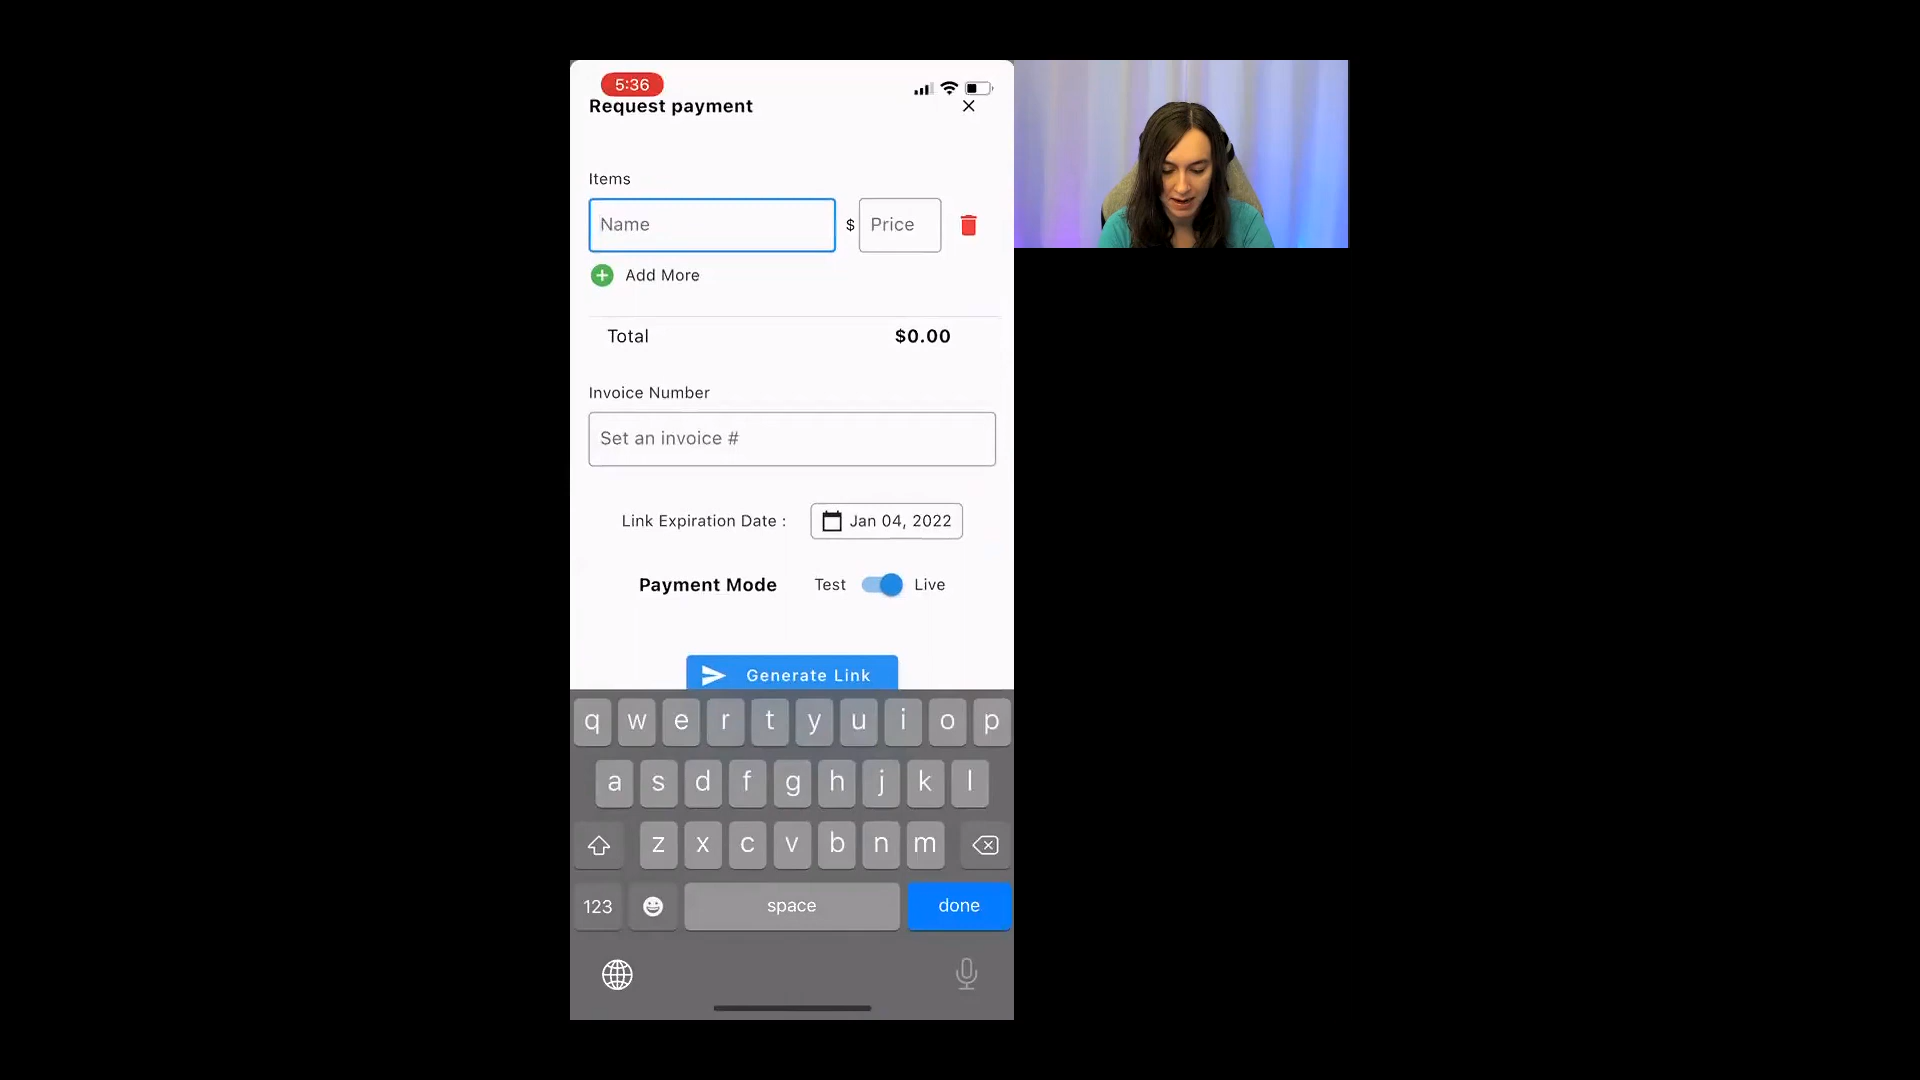 5:36
Request payment
Items
Name $ Price
Add More
Total $0.00
Invoice Number
Set an invoice #
Link Expiration Date : Jan 04, 2022
Payment Mode Test Live
Generate Link
q w e r t y u i o p
a s d f g h j k l
z x c v b n m
123 space done